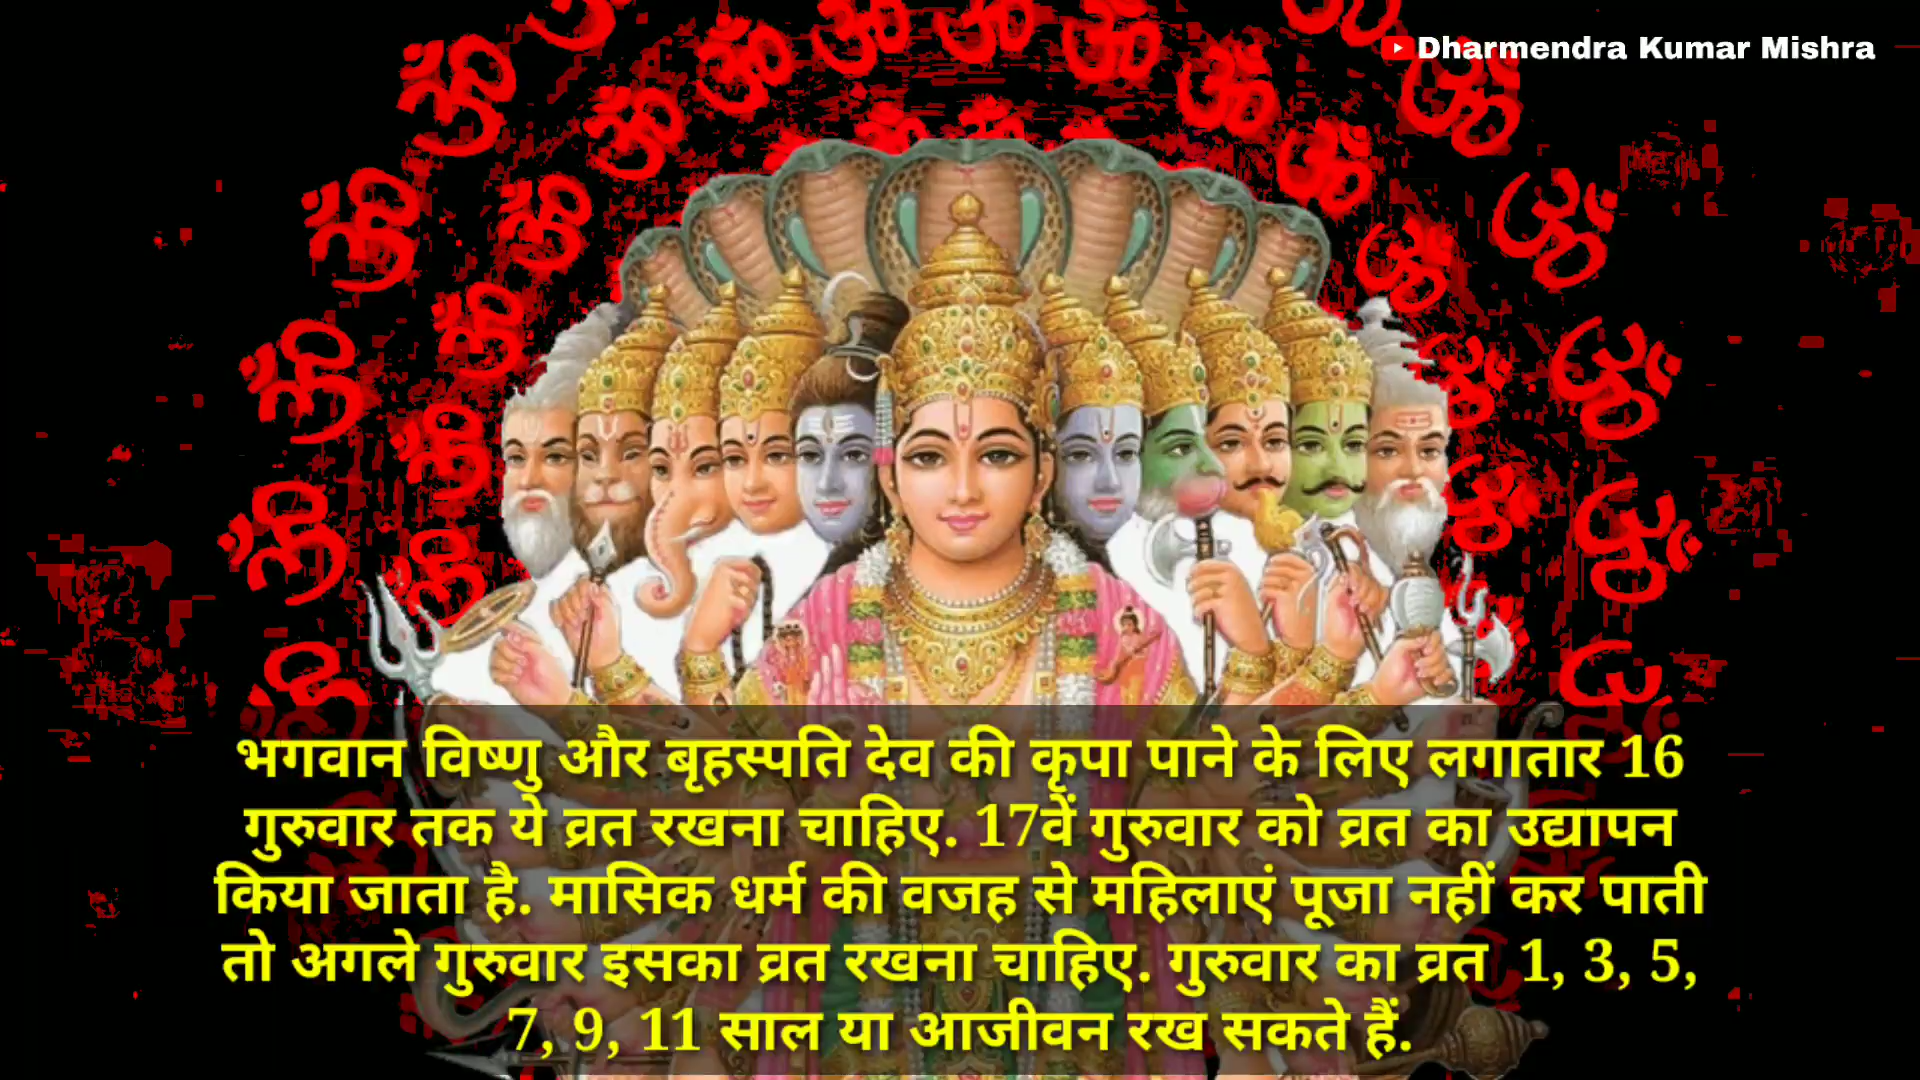 Dharmendra Kumar Mishra
भगवान विष्णु और बृहस्पति देव की कृपा पाने के लिए लगातार 16
गुरुवार तक ये व्रत रखना चाहिए. 17वें गुरुवार को व्रत का उद्यापन
किया जाता है. मासिक धर्म की वजह से महिलाएं पूजा नहीं कर पाती
तो अगले गुरुवार इसका व्रत रखना चाहिए. गुरुवार का व्रत  1, 3, 5,
7, 9, 11 साल या आजीवन रख सकते हैं.